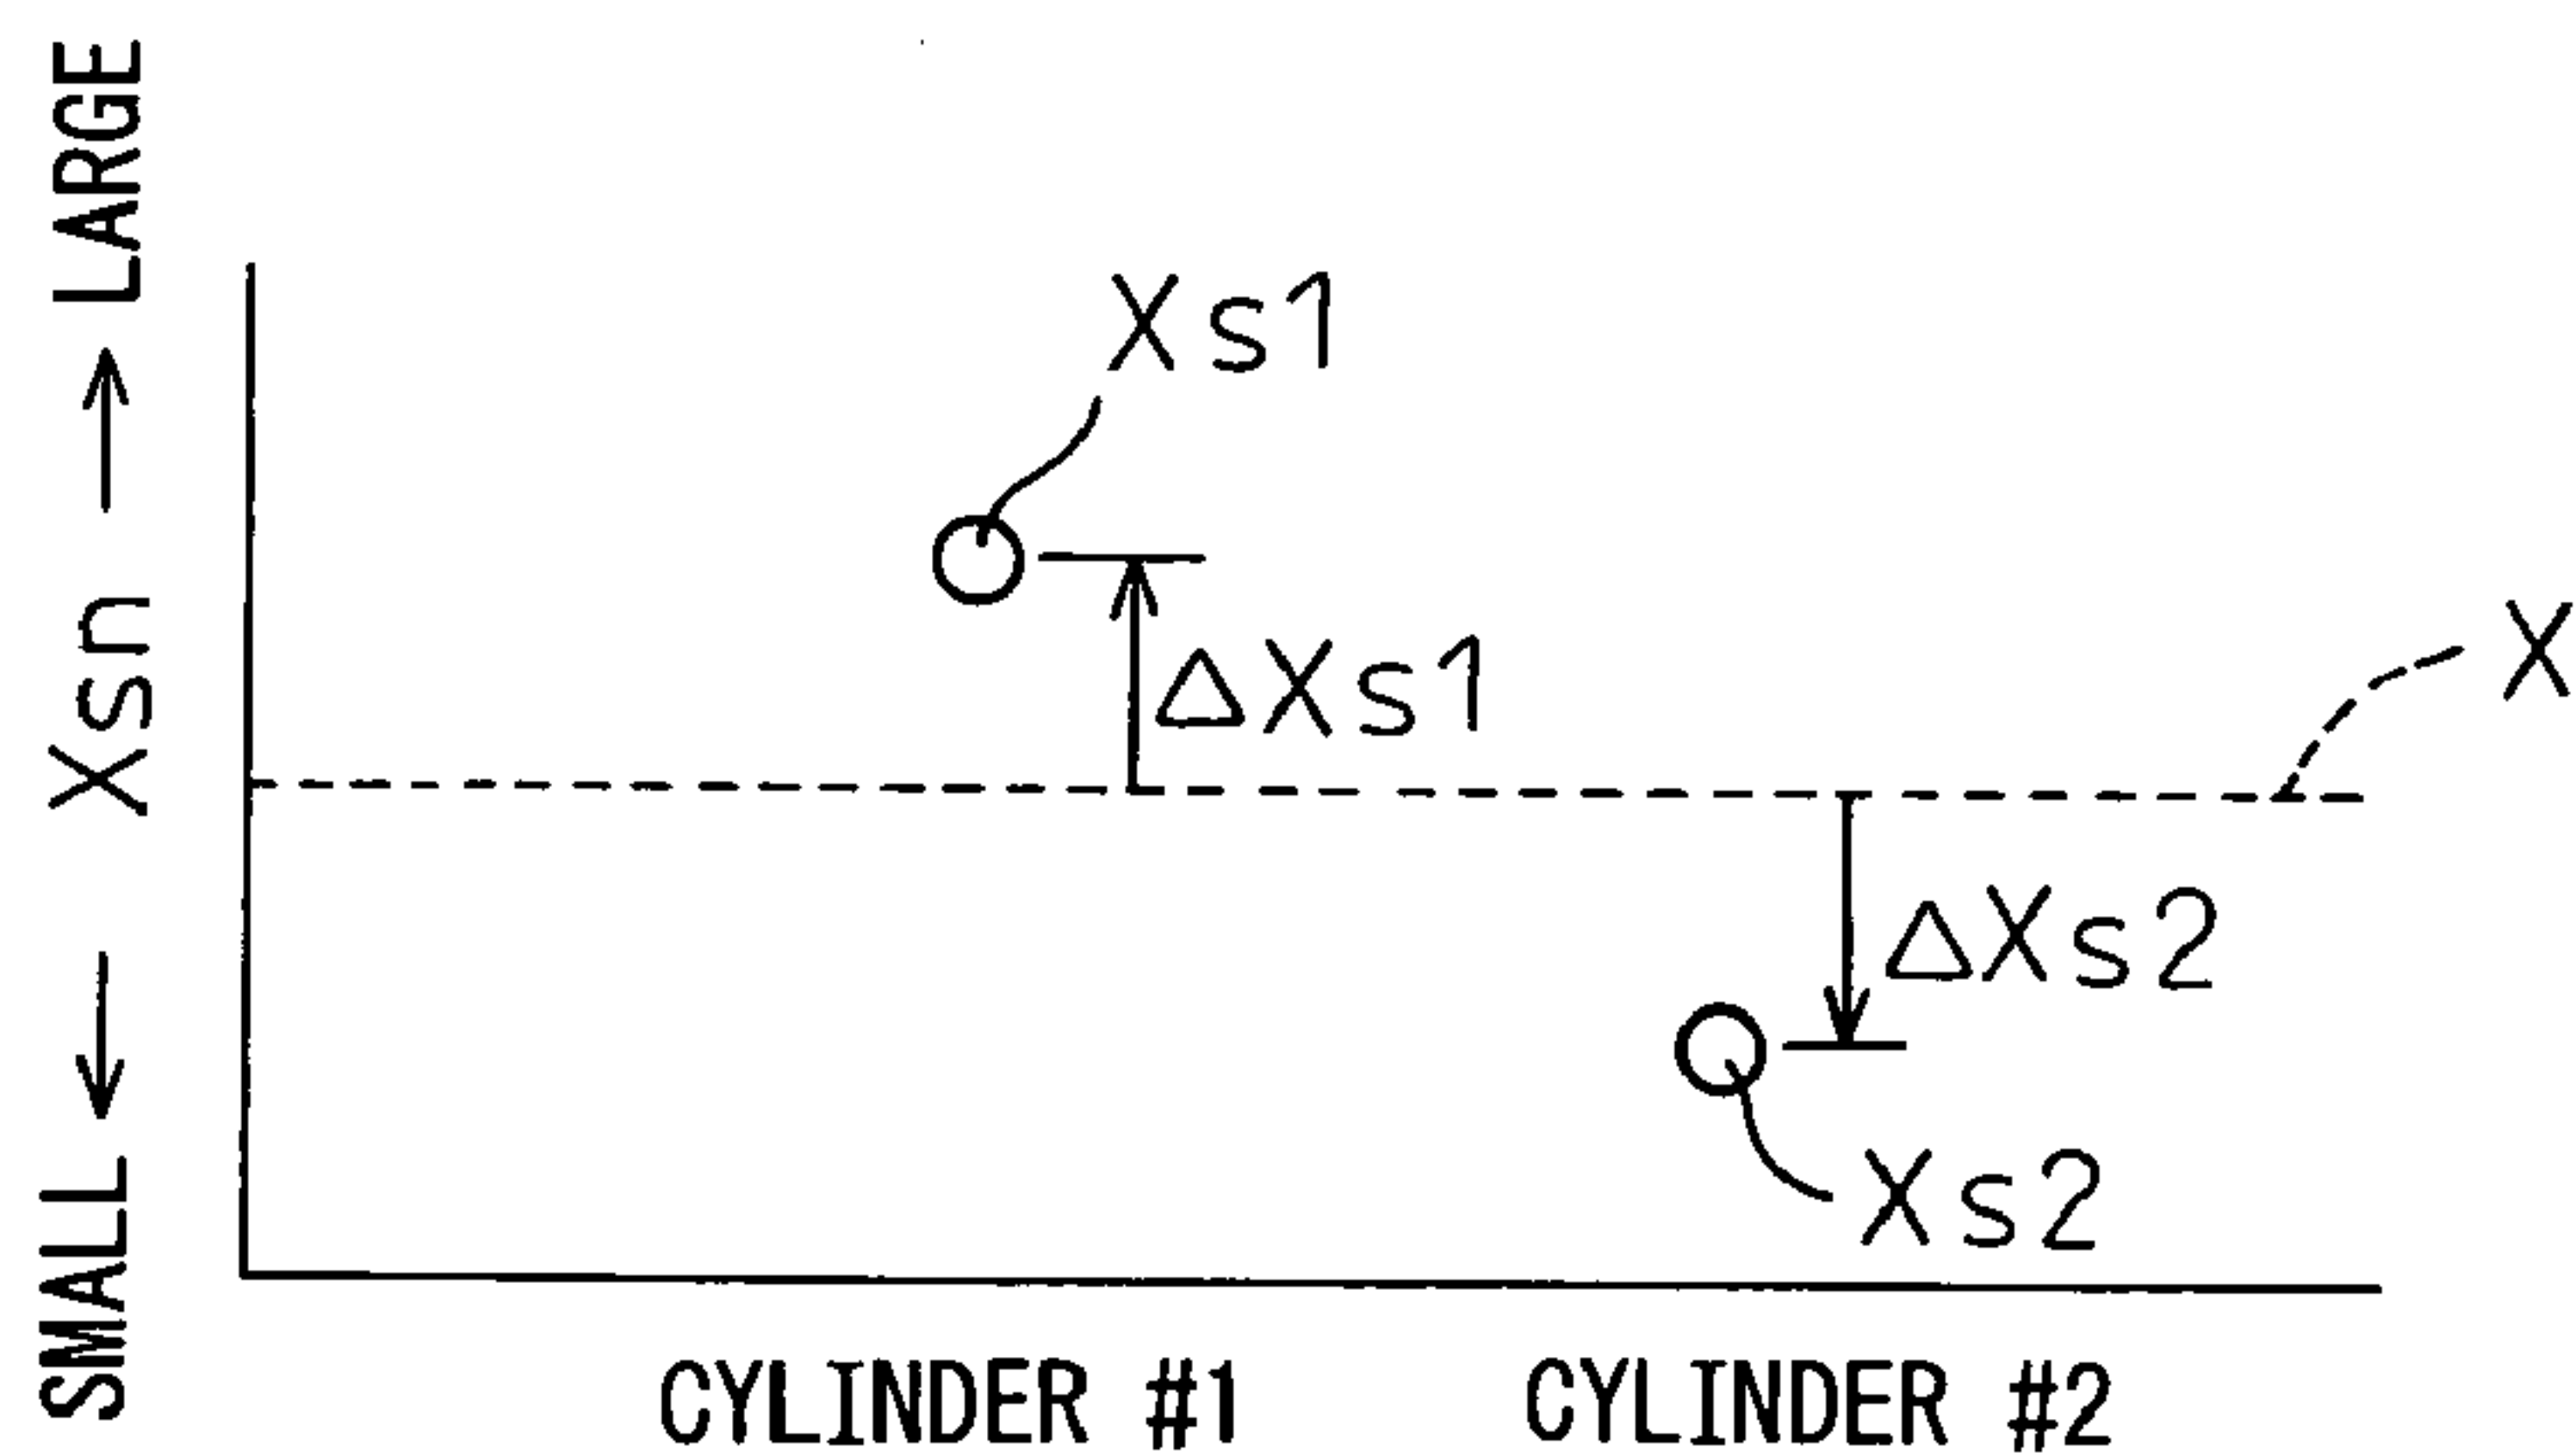 SMALL ← Xsn → LARGE
Xs1
ΔXs1
X
ΔXs2
Xs2
CYLINDER #1
CYLINDER #2